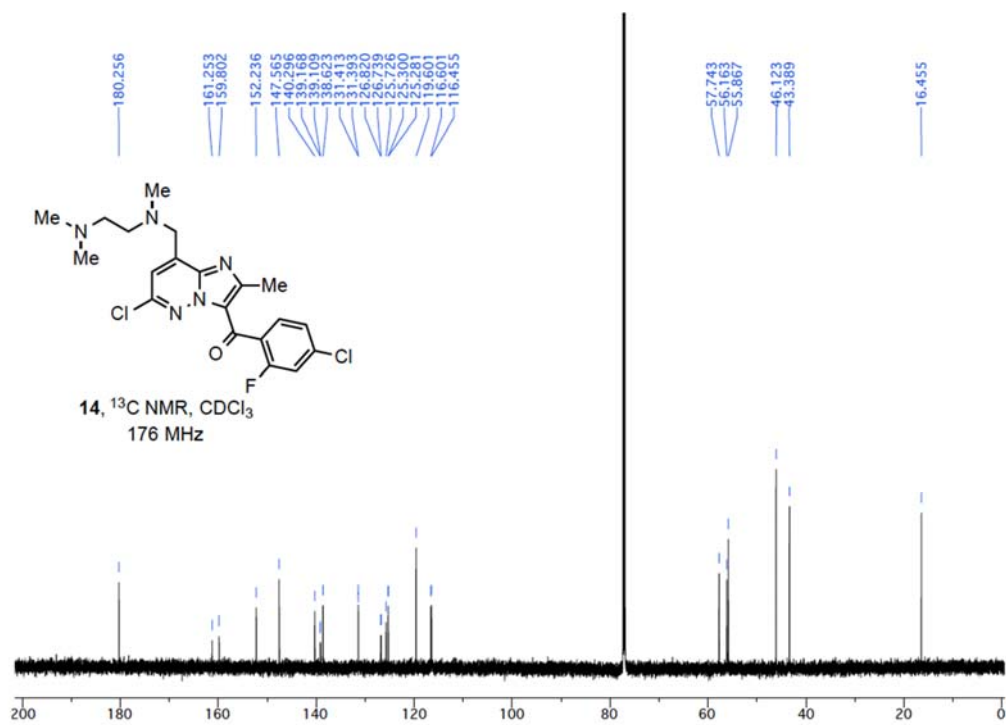 180.256
161.253
159.802
152.236
147.565
140.296
139.168
139.109
138.623
131.413
131.393
126.820
126.729
125.726
125.300
125.281
119.601
116.601
116.455
57.743
56.163
55.867
46.123
43.389
16.455
Me
Me N
N
Me
N
Me
Cl N N
O
Cl
F
14, ¹³C NMR, CDCl₃
176 MHz
200 180 160 140 120 100 80 60 40 20 0